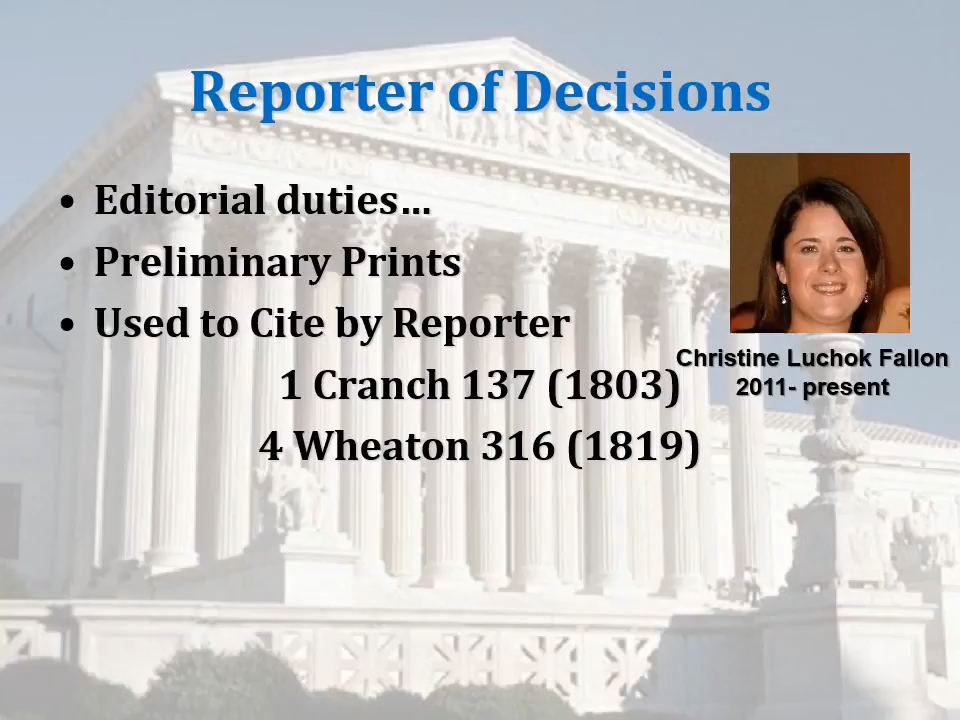 Reporter of Decisions
• Editorial duties…
• Preliminary Prints
• Used to Cite by Reporter
1 Cranch 137 (1803)
4 Wheaton 316 (1819)
Christine Luchok Fallon
2011- present